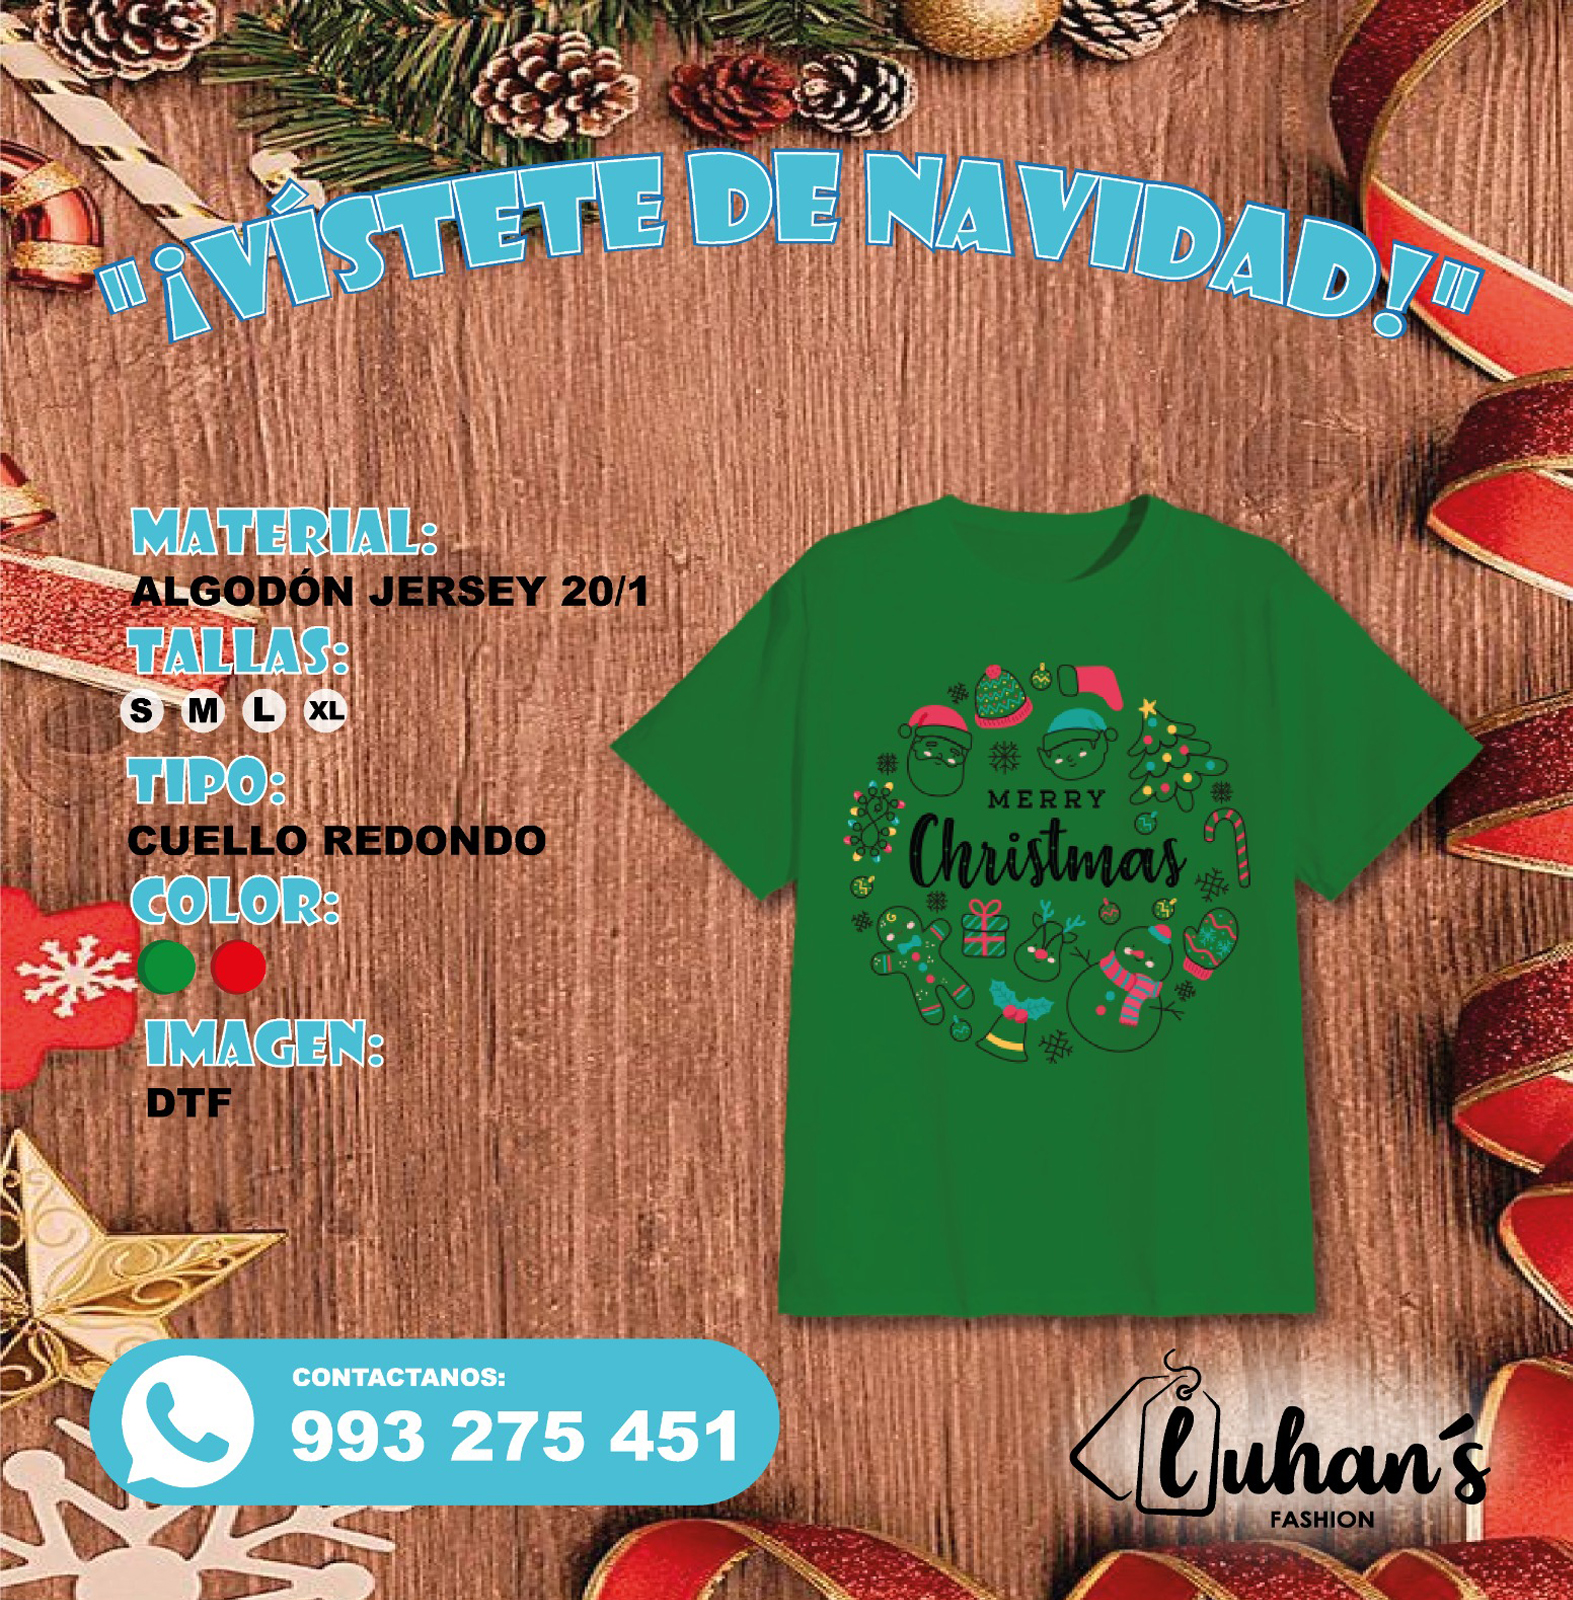 "¡VÍSTETE DE NAVIDAD!"
MATERIAL:
ALGODÓN JERSEY 20/1
TALLAS:
S M L XL
TIPO:
CUELLO REDONDO
COLOR:
IMAGEN:
DTF
MERRY
Christmas
CONTACTANOS:
993 275 451
luhan´s
FASHION